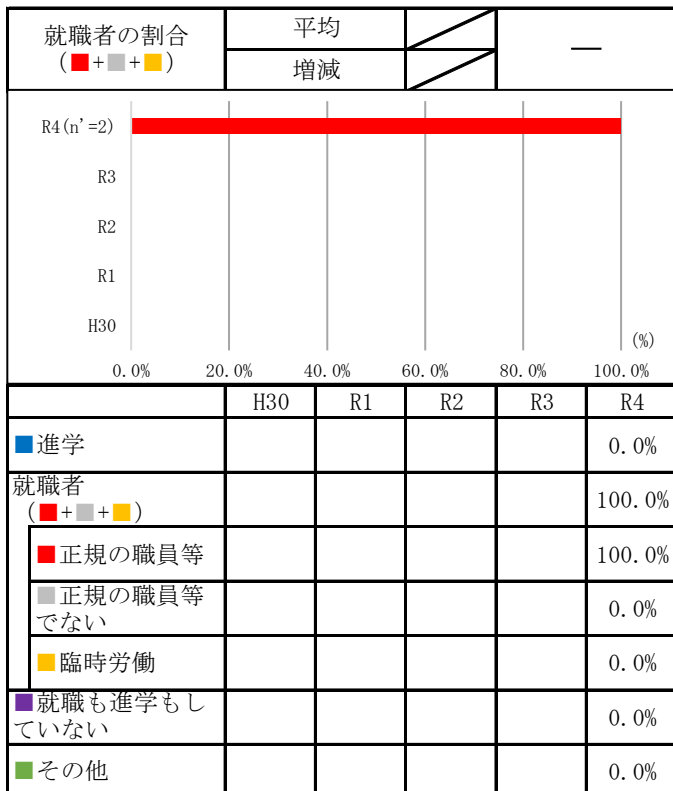 就職者の割合
(■+■+■)
平均
増減
―
R4(n'=2)
R3
R2
R1
H30
(%)
0.0% 20.0% 40.0% 60.0% 80.0% 100.0%
H30 R1 R2 R3 R4
■進学 0.0%
就職者
(■+■+■) 100.0%
■正規の職員等 100.0%
■正規の職員等
でない 0.0%
■臨時労働 0.0%
■就職も進学もし
ていない 0.0%
■その他 0.0%